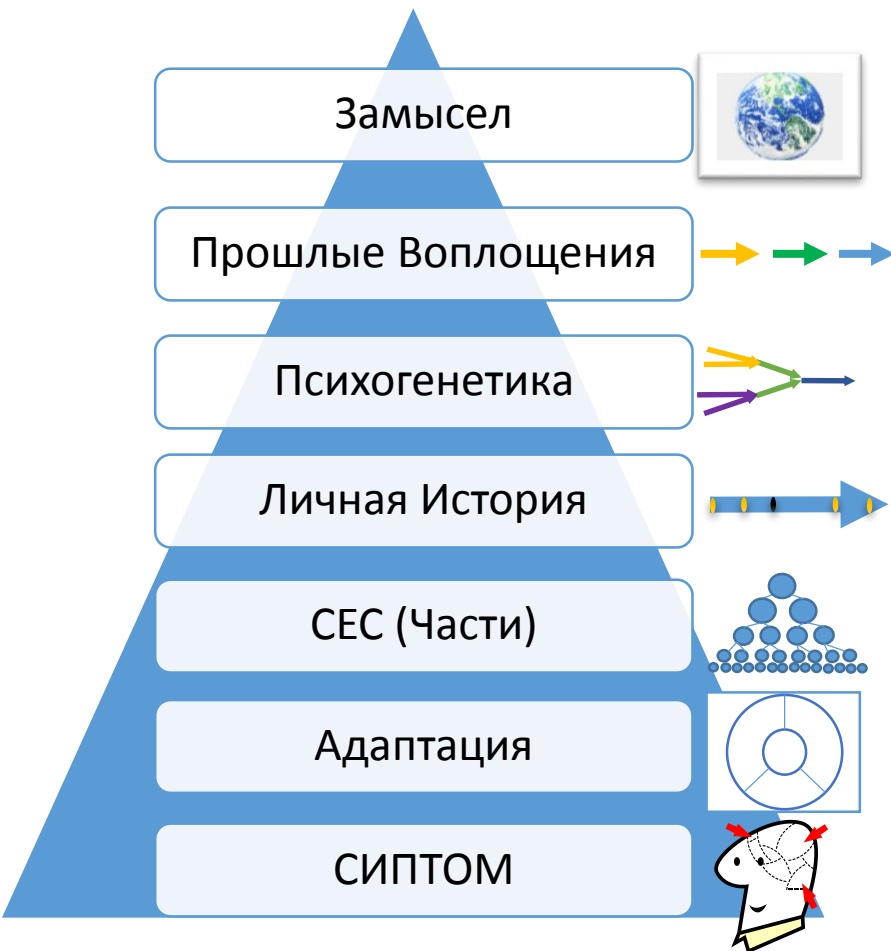 Замысел
Прошлые Воплощения
Психогенетика
Личная История
СЕС (Части)
Адаптация
СИПТОМ